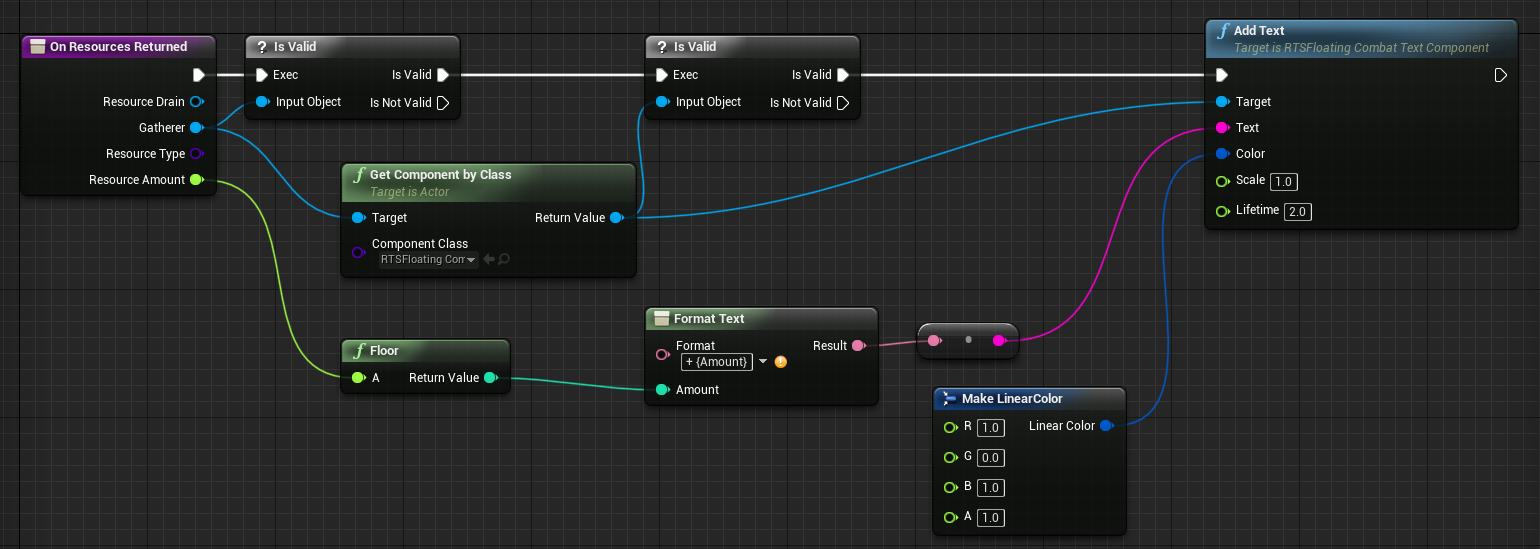 On Resources Returned
Resource Drain
Gatherer
Resource Type
Resource Amount
? Is Valid
Exec
Is Valid
Input Object
Is Not Valid
f Get Component by Class
Target is Actor
Target
Return Value
Component Class
RTSFloating Com
f Floor
A
Return Value
? Is Valid
Exec
Is Valid
Input Object
Is Not Valid
Format Text
Format
Result
+ {Amount}
Amount
Make LinearColor
R 1.0
Linear Color
G 0.0
B 1.0
A 1.0
f Add Text
Target is RTSFloating Combat Text Component
Target
Text
Color
Scale 1.0
Lifetime 2.0